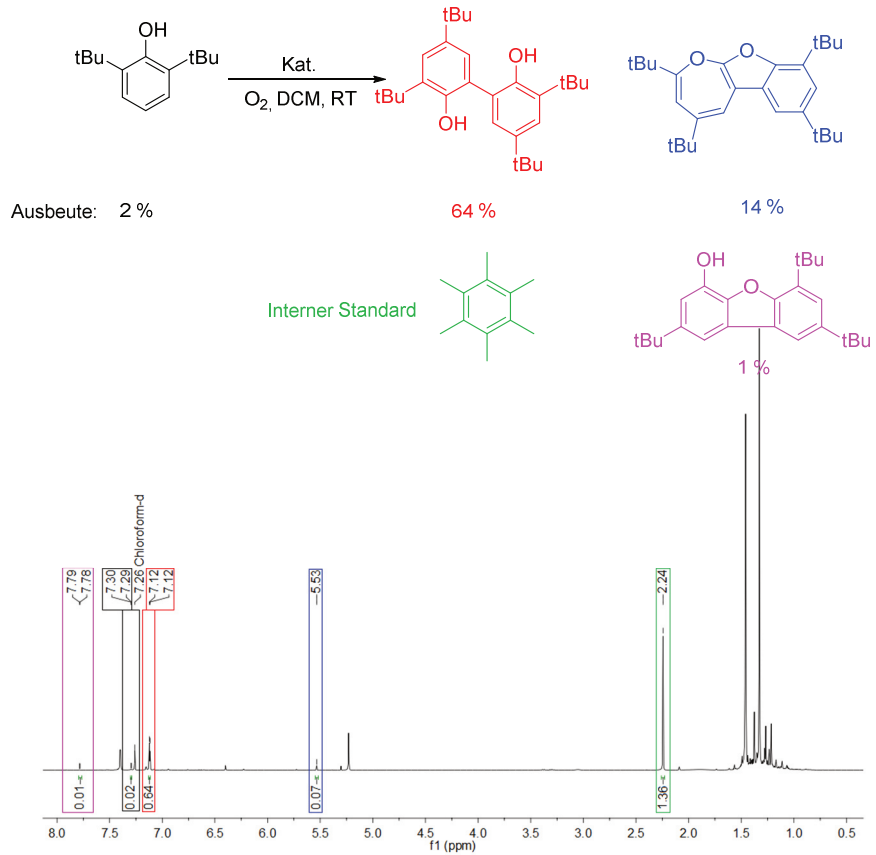 OH
tBu
tBu
Kat.
O2, DCM, RT
tBu
OH
tBu
tBu
OH
tBu
O
O
tBu
tBu
tBu
tBu
Ausbeute: 2 %
64 %
14 %
Interner Standard
OH
tBu
O
tBu
tBu
1 %
7.79
7.78
7.30
7.29
7.26 Chloroform-d
7.12
7.12
5.53
2.24
0.01
0.02
0.64
0.07
1.36
8.0 7.5 7.0 6.5 6.0 5.5 5.0 4.5 4.0 3.5 3.0 2.5 2.0 1.5 1.0 0.5
f1 (ppm)